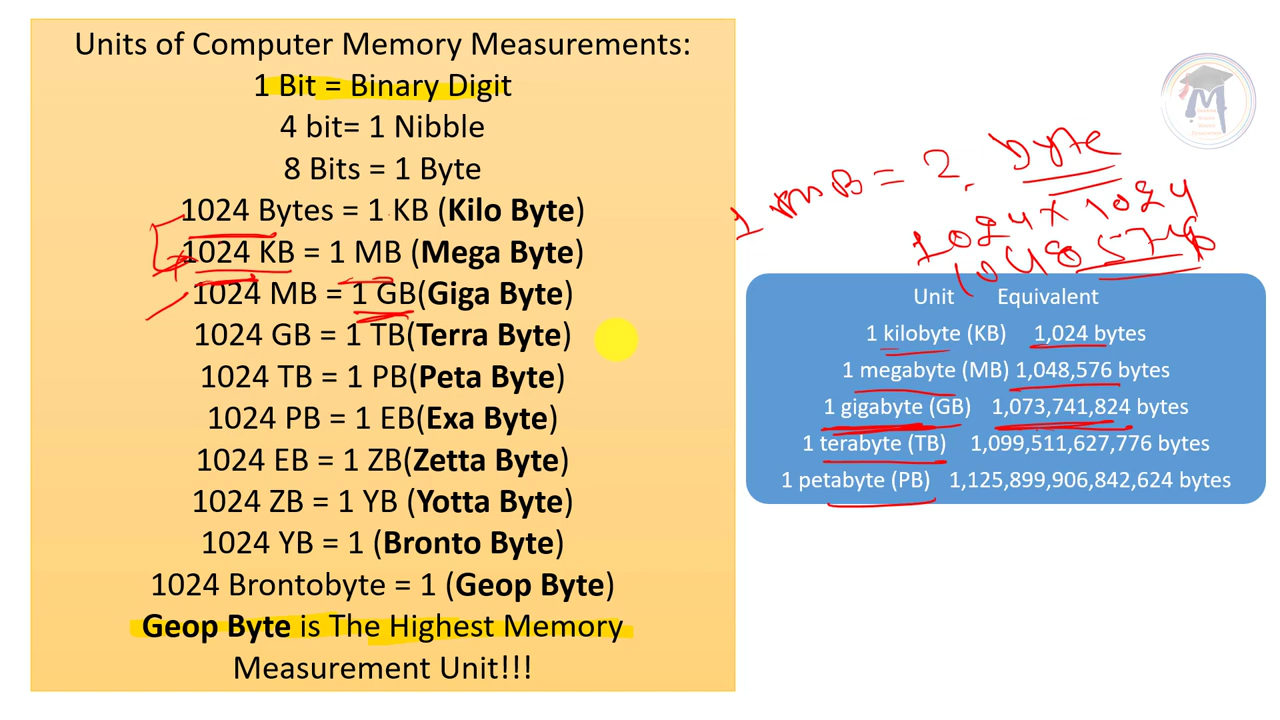 Units of Computer Memory Measurements:
1 Bit = Binary Digit
4 bit= 1 Nibble
8 Bits = 1 Byte
1024 Bytes = 1 KB (Kilo Byte)
1024 KB = 1 MB (Mega Byte)
1024 MB = 1 GB(Giga Byte)
1024 GB = 1 TB(Terra Byte)
1024 TB = 1 PB(Peta Byte)
1024 PB = 1 EB(Exa Byte)
1024 EB = 1 ZB(Zetta Byte)
1024 ZB = 1 YB (Yotta Byte)
1024 YB = 1 (Bronto Byte)
1024 Brontobyte = 1 (Geop Byte)
Geop Byte is The Highest Memory
Measurement Unit!!!
1 mB = ? byte
1024 x 1024
1048576
Unit Equivalent
1 kilobyte (KB) 1,024 bytes
1 megabyte (MB) 1,048,576 bytes
1 gigabyte (GB) 1,073,741,824 bytes
1 terabyte (TB) 1,099,511,627,776 bytes
1 petabyte (PB) 1,125,899,906,842,624 bytes